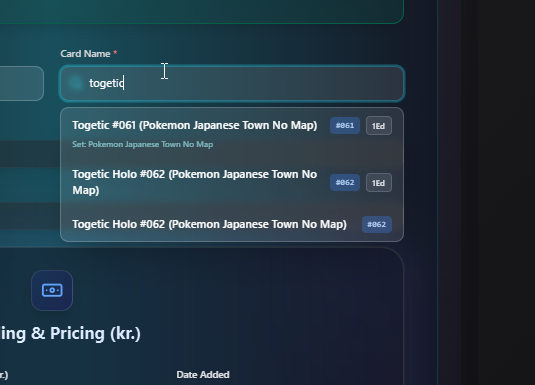 Card Name *
togetic
Togetic #061 (Pokemon Japanese Town No Map)
#061
1Ed
Set: Pokemon Japanese Town No Map
Togetic Holo #062 (Pokemon Japanese Town No
Map)
#062
1Ed
Togetic Holo #062 (Pokemon Japanese Town No Map)
#062
ing & Pricing (kr.)
r.)
Date Added